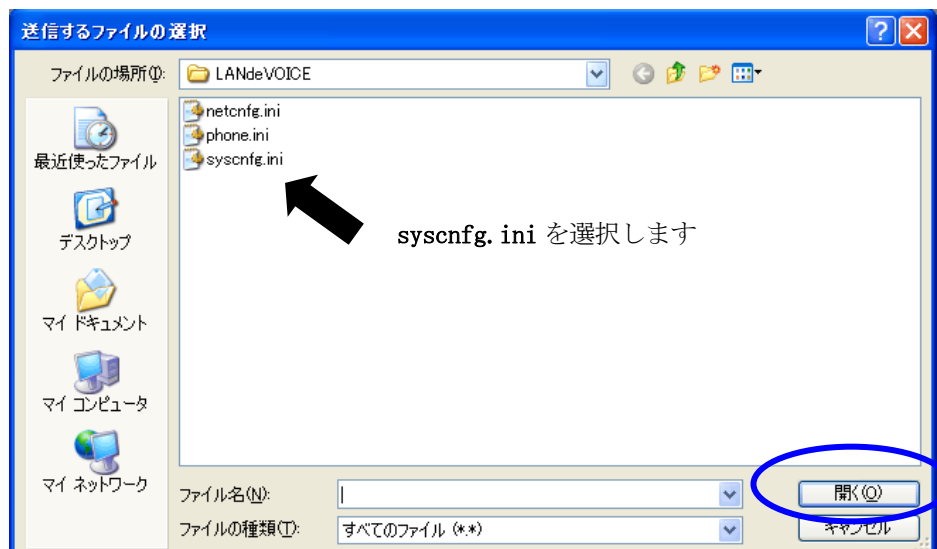 送信するファイルの選択
ファイルの場所(I):
LANdeVOICE
netcnfg.ini
phone.ini
syscnfg.ini
syscnfg.ini を選択します
最近使ったファイル
デスクトップ
マイ ドキュメント
マイ コンピュータ
マイ ネットワーク
ファイル名(N):
開く(O)
ファイルの種類(T):
すべてのファイル (*.*)
キャンセル